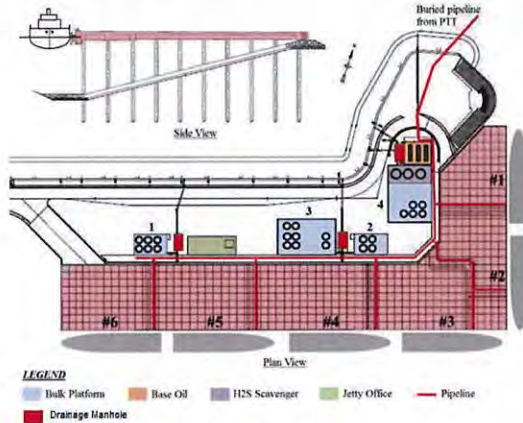 Buried pipeline
from PTT
Side View
#1
4
3
1
2
#2
#6
#5
#4
#3
Plan View
LEGEND
Bulk Platform
Base Oil
H2S Scavenger
Jetty Office
Pipeline
Drainage Manhole